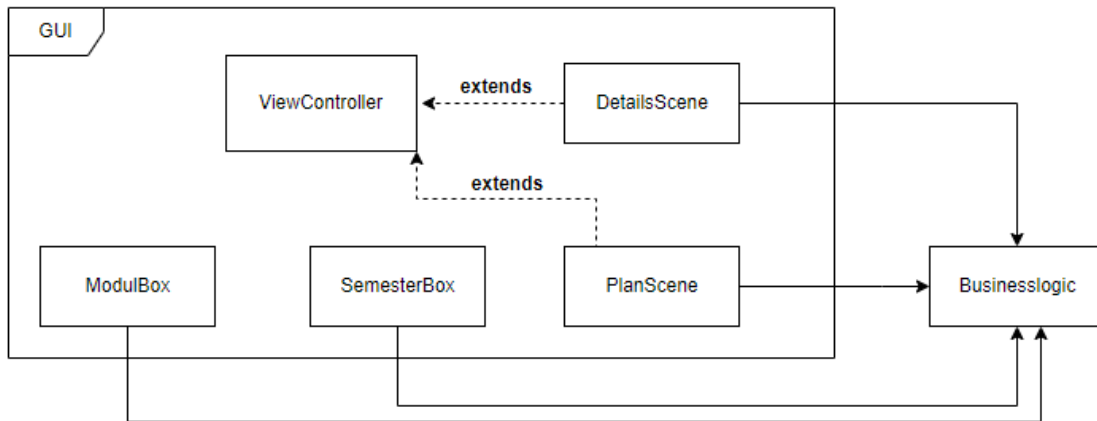 GUI
ViewController
extends
DetailsScene
extends
ModulBox
SemesterBox
PlanScene
Businesslogic